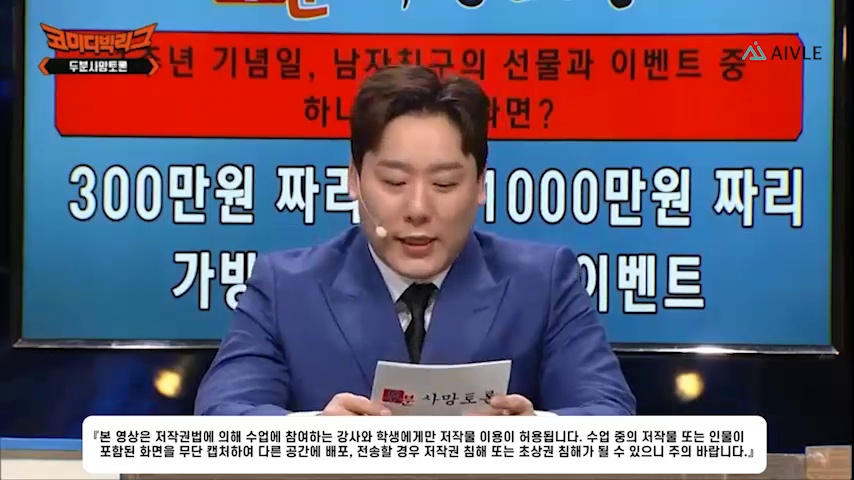 코미디빅리그
두분사망토론
AIVLE
주년 기념일, 남자친구의 선물과 이벤트 중
하나
화면?
300만원 짜리
1000만원 짜리
이벤트
사망토론
『본 영상은 저작권법에 의해 수업에 참여하는 강사와 학생에게만 저작물 이용이 허용됩니다. 수업 중의 저작물 또는 인물이
포함된 화면을 무단 캡처하여 다른 공간에 배포, 전송할 경우 저작권 침해 또는 초상권 침해가 될 수 있으니 주의 바랍니다.』